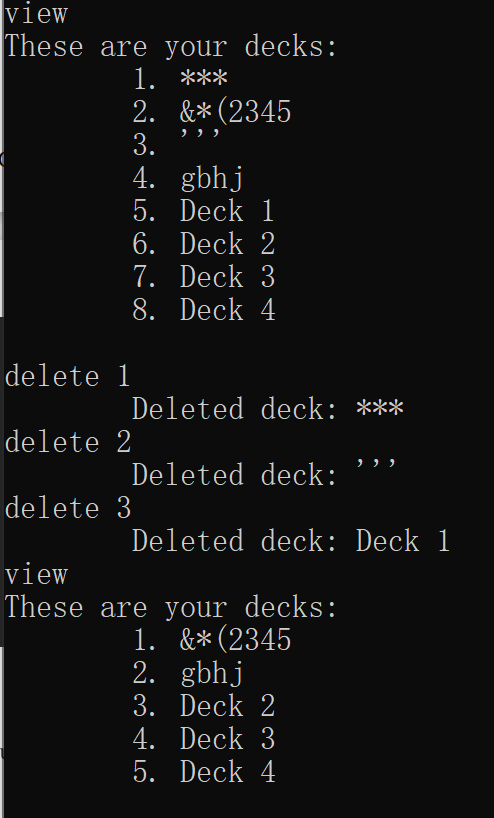 view
These are your decks:
1. ***
2. &*(2345
3. '''
4. gbhj
5. Deck 1
6. Deck 2
7. Deck 3
8. Deck 4
delete 1
Deleted deck: ***
delete 2
Deleted deck: '''
delete 3
Deleted deck: Deck 1
view
These are your decks:
1. &*(2345
2. gbhj
3. Deck 2
4. Deck 3
5. Deck 4